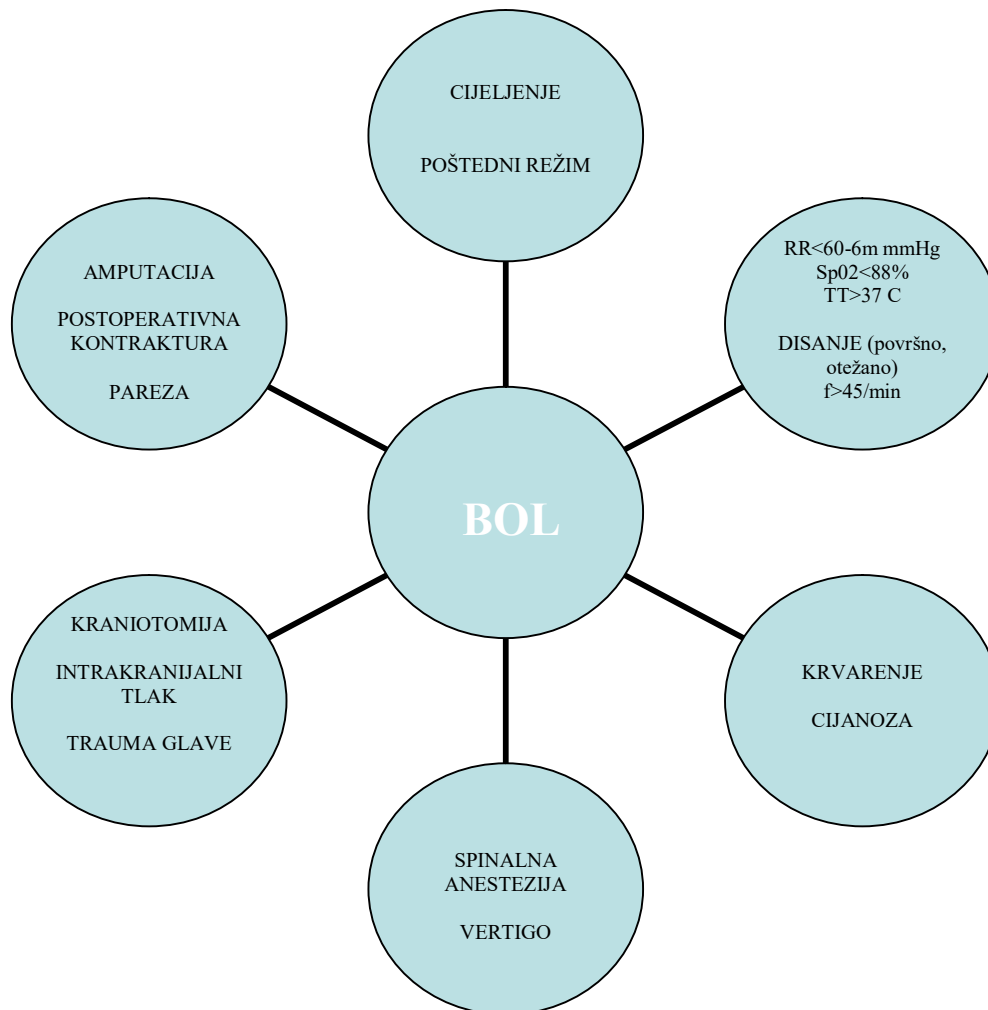 CIJELJENJE
POŠTEDNI REŽIM
AMPUTACIJA
POSTOPERATIVNA
KONTRAKTURA
PAREZA
RR<60-6m mmHg
Sp02<88%
TT>37 C
DISANJE (površno,
otežano)
f>45/min
BOL
KRANIOTOMIJA
INTRAKRANIJALNI
TLAK
TRAUMA GLAVE
KRVARENJE
CIJANOZA
SPINALNA
ANESTEZIJA
VERTIGO